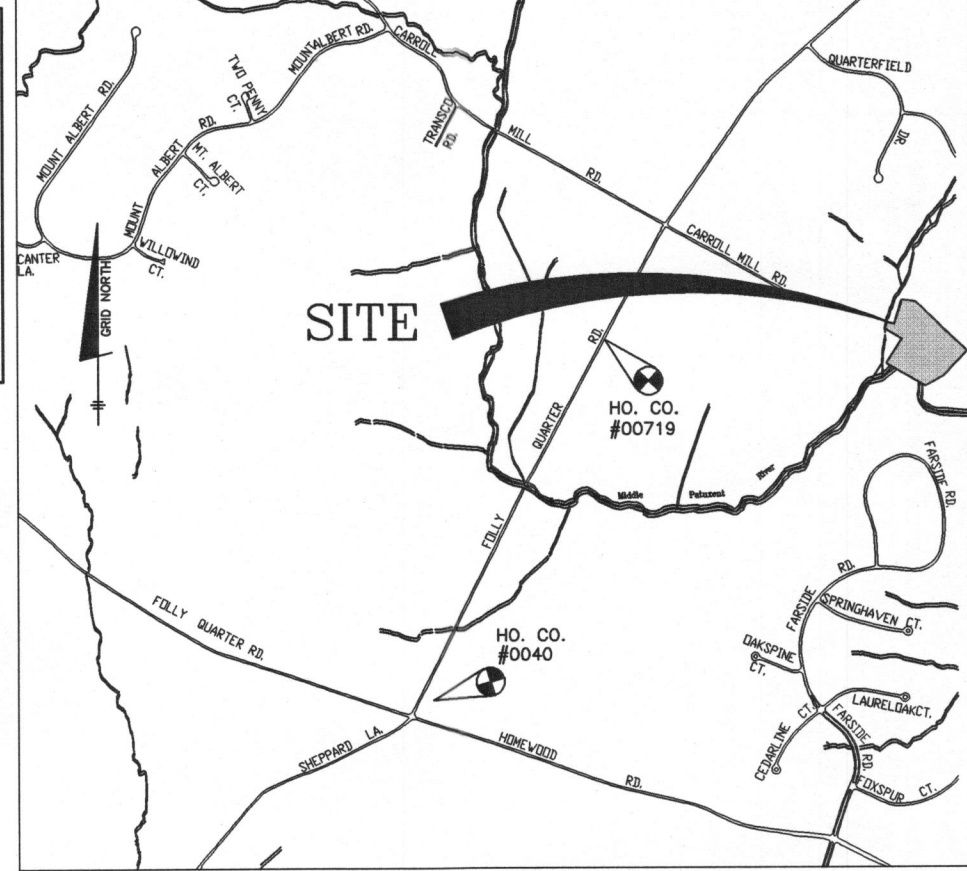 MOUNT ALBERT RD.
TWO PENNY
CT.
MOUNT ALBERT RD.
CARROLL
MILL
RD.
TRANSCO
RD.
QUARTERFIELD
DR.
MOUNT
ALBERT
RD.
MT. ALBERT
CT.
WILLOWIND
CT.
CANTER
LA.
GRID NORTH
CARROLL MILL RD.
SITE
RD.
QUARTER
FOLLY
HO. CO.
#00719
Middle Patuxent River
FARSIDE RD.
FOLLY QUARTER RD.
HO. CO.
#0040
FARSIDE
RD.
SPRINGHAVEN CT.
OAKSPINE
CT.
LAURELOAKCT.
CEDARLINE CT.
FARSIDE
RD.
FOXSPUR CT.
SHEPPARD LA.
HOMEWOOD
RD.